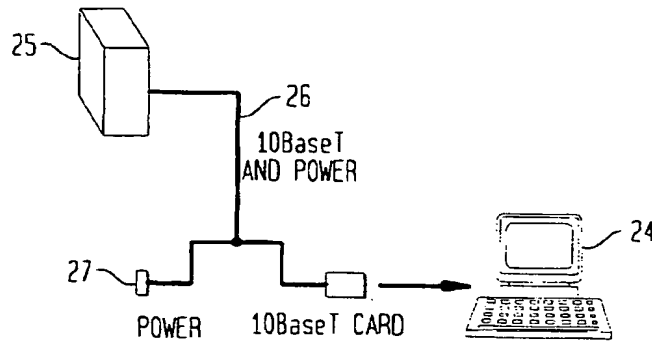 25
26
10BaseT
AND POWER
24
27
POWER
10BaseT CARD